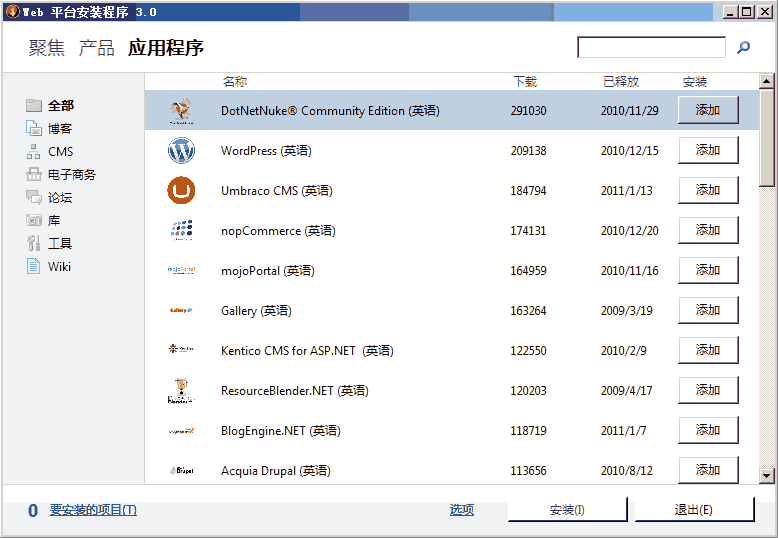 Web 平台安装程序 3.0
聚焦 产品 应用程序
名称 下载 已释放 安装
全部
博客
CMS
电子商务
论坛
库
工具
Wiki
DotNetNuke® Community Edition (英语) 291030 2010/11/29 添加
WordPress (英语) 209138 2010/12/15 添加
Umbraco CMS (英语) 184794 2011/1/13 添加
nopCommerce (英语) 174131 2010/12/20 添加
mojoPortal mojoPortal (英语) 164959 2010/11/16 添加
Gallery Gallery (英语) 163264 2009/3/19 添加
Kentico CMS for ASP.NET (英语) 122550 2010/2/9 添加
ResourceBlender.NET (英语) 120203 2009/4/17 添加
BlogEngine.NET (英语) 118719 2011/1/7 添加
Drupal Acquia Drupal (英语) 113656 2010/8/12 添加
0 要安装的项目(T) 选项 安装(I) 退出(E)